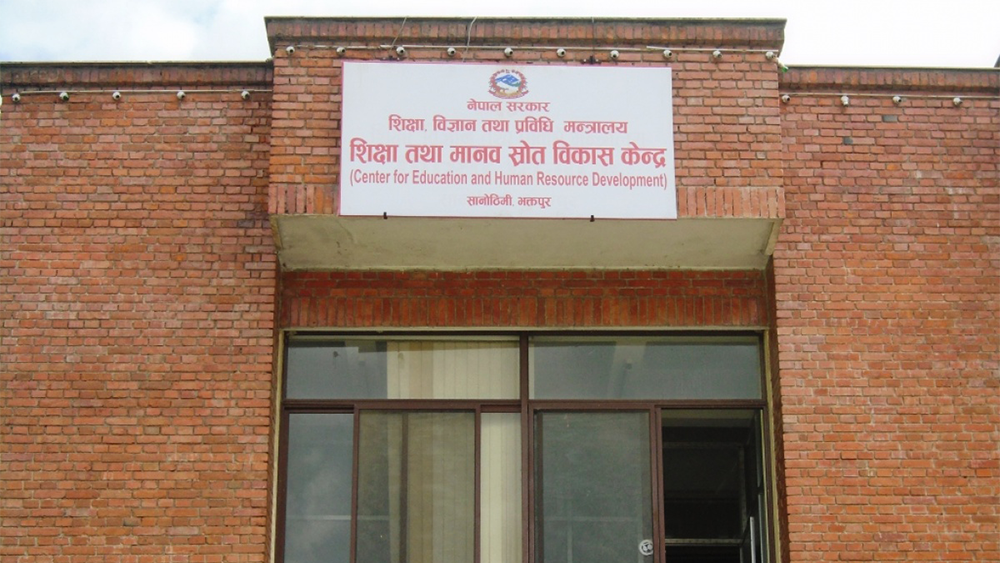 नेपाल सरकार
शिक्षा, विज्ञान तथा प्रविधि मन्त्रालय
शिक्षा तथा मानव स्रोत विकास केन्द्र
(Center for Education and Human Resource Development)
सानोठिमी, भक्तपुर